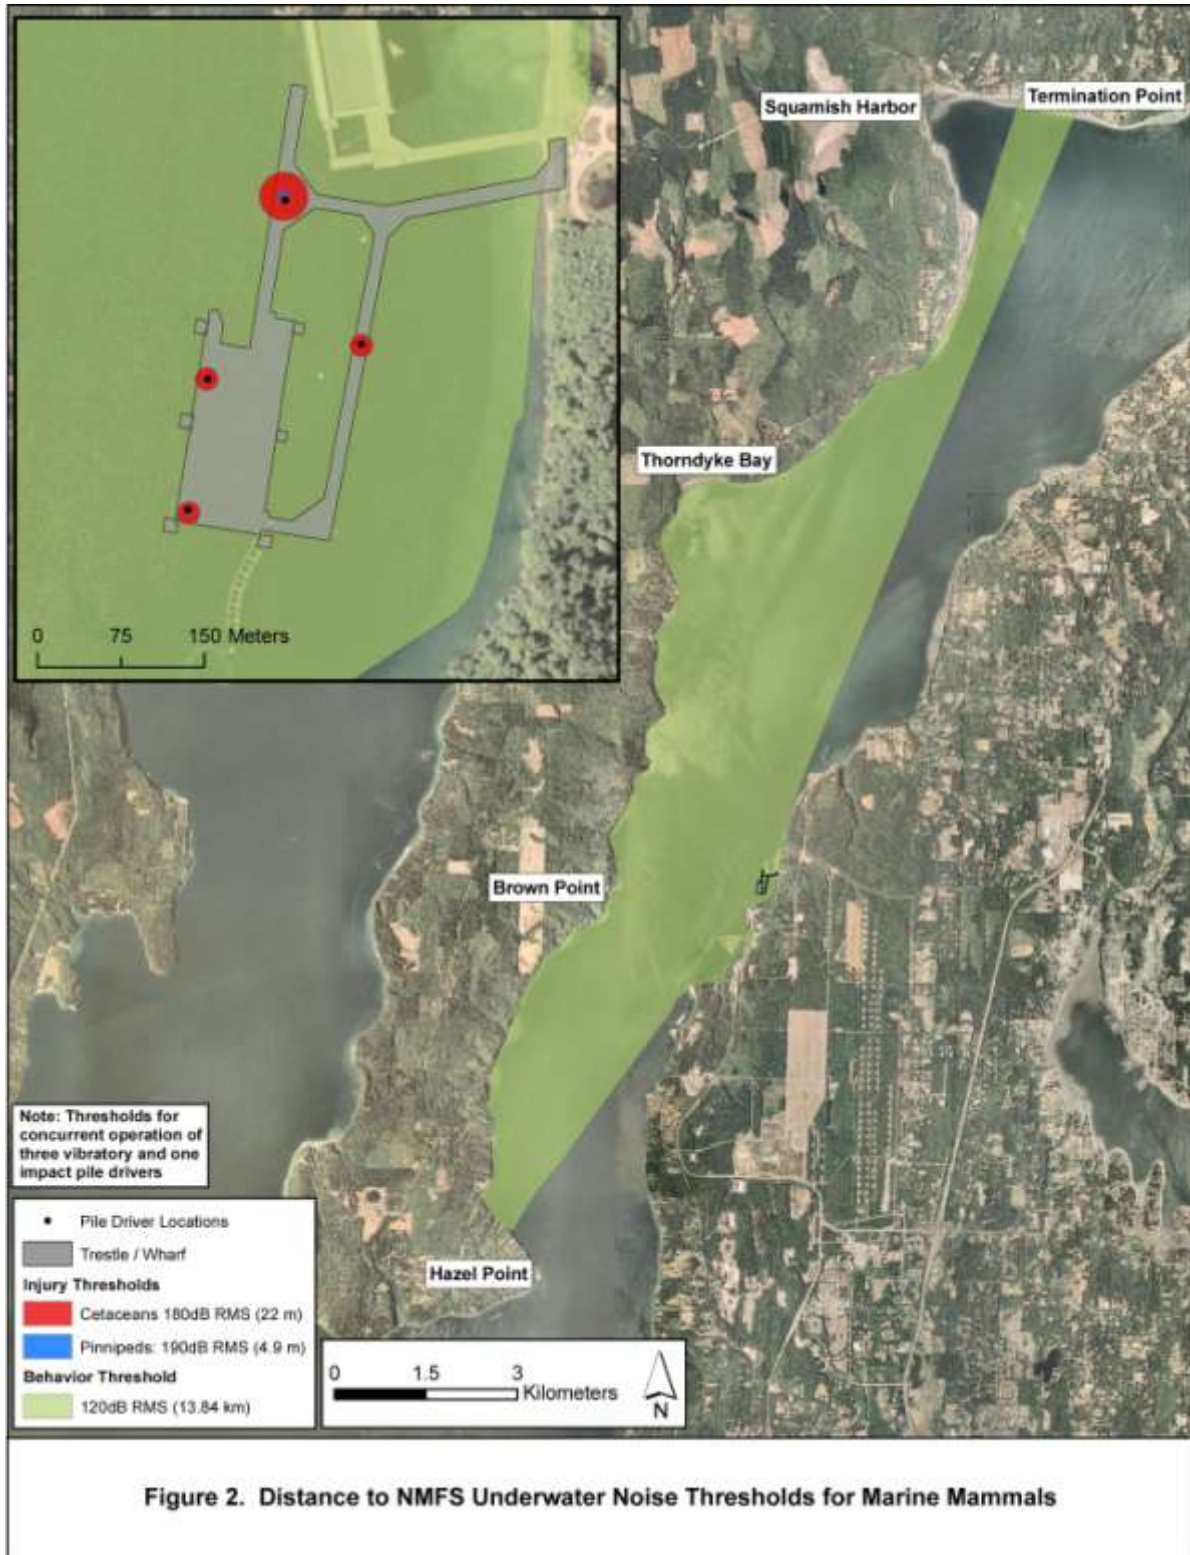 Squamish Harbor
Termination Point
Thorndyke Bay
0 75 150 Meters
Brown Point
Note: Thresholds for
concurrent operation of
three vibratory and one
impact pile drivers
Pile Driver Locations
Trestle / Wharf
Injury Thresholds
Cetaceans 180dB RMS (22 m)
Pinnipeds: 190dB RMS (4.9 m)
Behavior Threshold
120dB RMS (13.84 km)
Hazel Point
0 1.5 3
Kilometers
N
Figure 2. Distance to NMFS Underwater Noise Thresholds for Marine Mammals